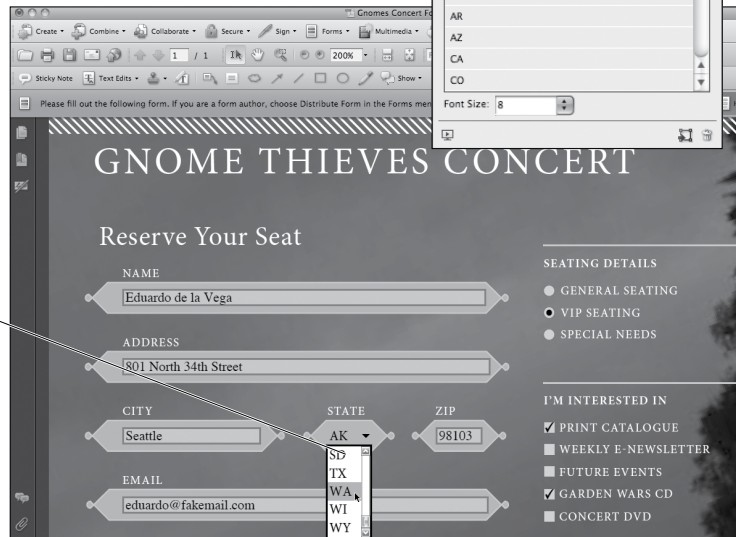 Gnomes Concert Fo
Create Combine Collaborate Secure Sign Forms Multimedia
1 / 1 200%
Sticky Note Text Edits Show
Please fill out the following form. If you are a form author, choose Distribute Form in the Forms men
AR
AZ
CA
CO
Font Size: 8
GNOME THIEVES CONCERT
Reserve Your Seat
NAME
Eduardo de la Vega
ADDRESS
801 North 34th Street
CITY STATE ZIP
Seattle AK 98103
SD
TX
WA
WI
WY
EMAIL
eduardo@fakemail.com
SEATING DETAILS
GENERAL SEATING
VIP SEATING
SPECIAL NEEDS
I'M INTERESTED IN
PRINT CATALOGUE
WEEKLY E-NEWSLETTER
FUTURE EVENTS
GARDEN WARS CD
CONCERT DVD